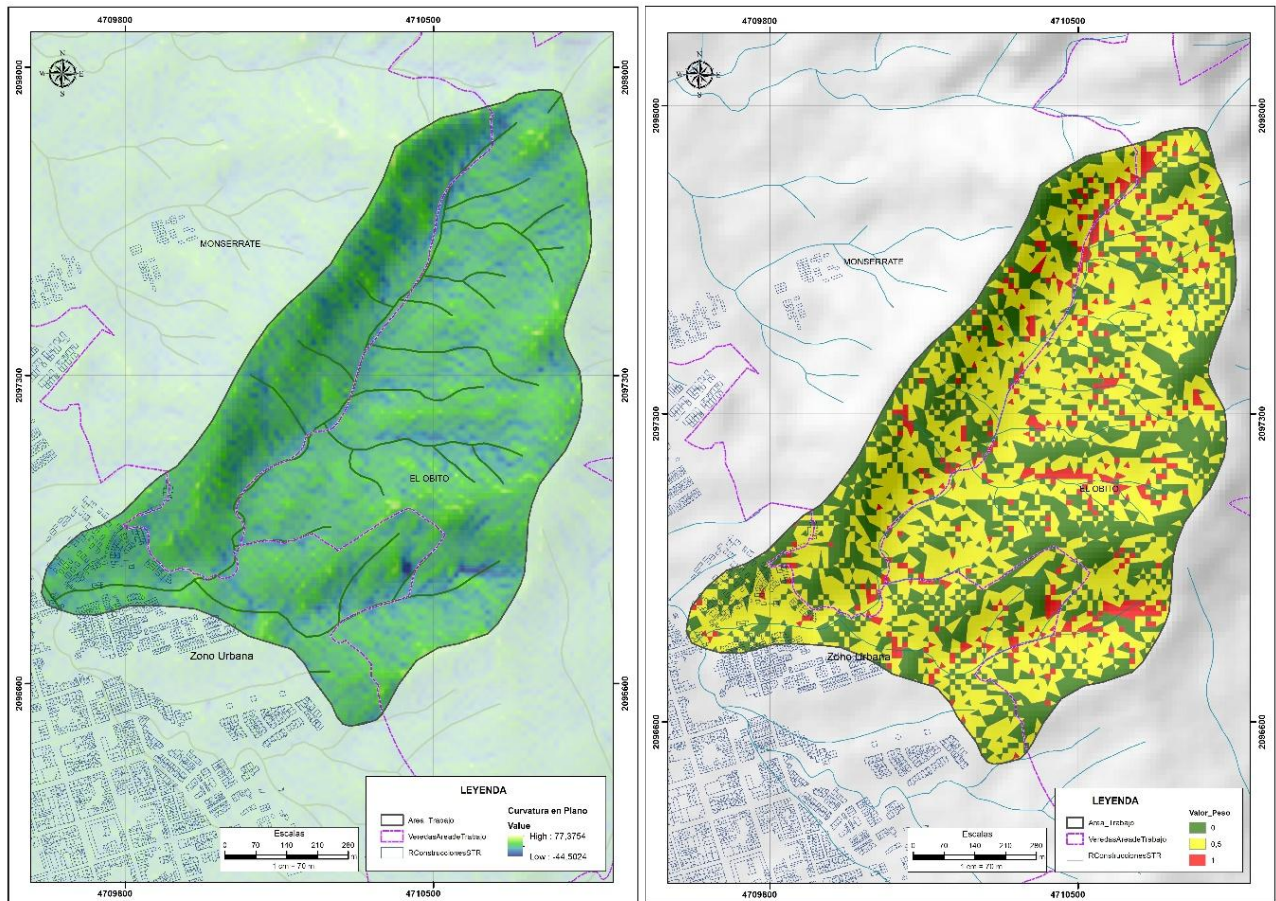 4709800
4710500
2098000
2098000
N
W
E
S
MONSERRATE
2097300
2097300
EL OBITO
Zono Urbana
2096600
2096600
LEYENDA
Area_Trabajo
VeredasAreadeTrabajo
RConstruccionesSTR
Curvatura en Plano
Value
High : 77,3754
Low : -44,5024
Escalas
0 70 140 210 280
m
1 cm = 70 m
4709800
4710500
4709800
4710500
2098000
2098000
N
W
E
S
MONSERRATE
2097300
2097300
EL OBITO
Zono Urbana
2096600
2096600
LEYENDA
Area_Trabajo
VeredasAreadeTrabajo
RConstruccionesSTR
Valor_Peso
0
0,5
1
Escalas
0 70 140 210 280
m
1 cm = 70 m
4709800
4710500